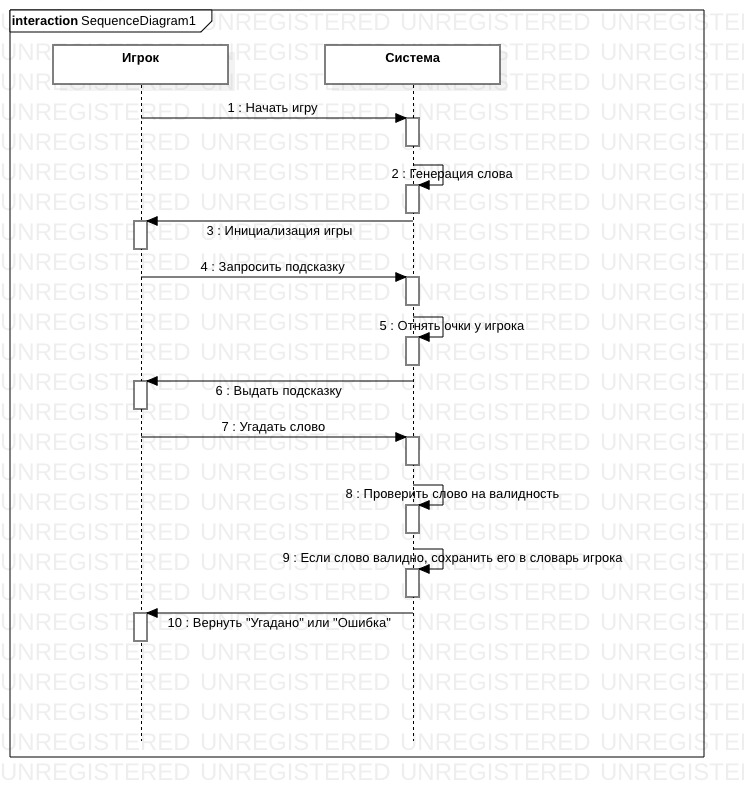 interaction SequenceDiagram1
Игрок
Система
1 : Начать игру
2 : Генерация слова
3 : Инициализация игры
4 : Запросить подсказку
5 : Отнять очки у игрока
6 : Выдать подсказку
7 : Угадать слово
8 : Проверить слово на валидность
9 : Если слово валидно, сохранить его в словарь игрока
10 : Вернуть "Угадано" или "Ошибка"
UNREGISTERED